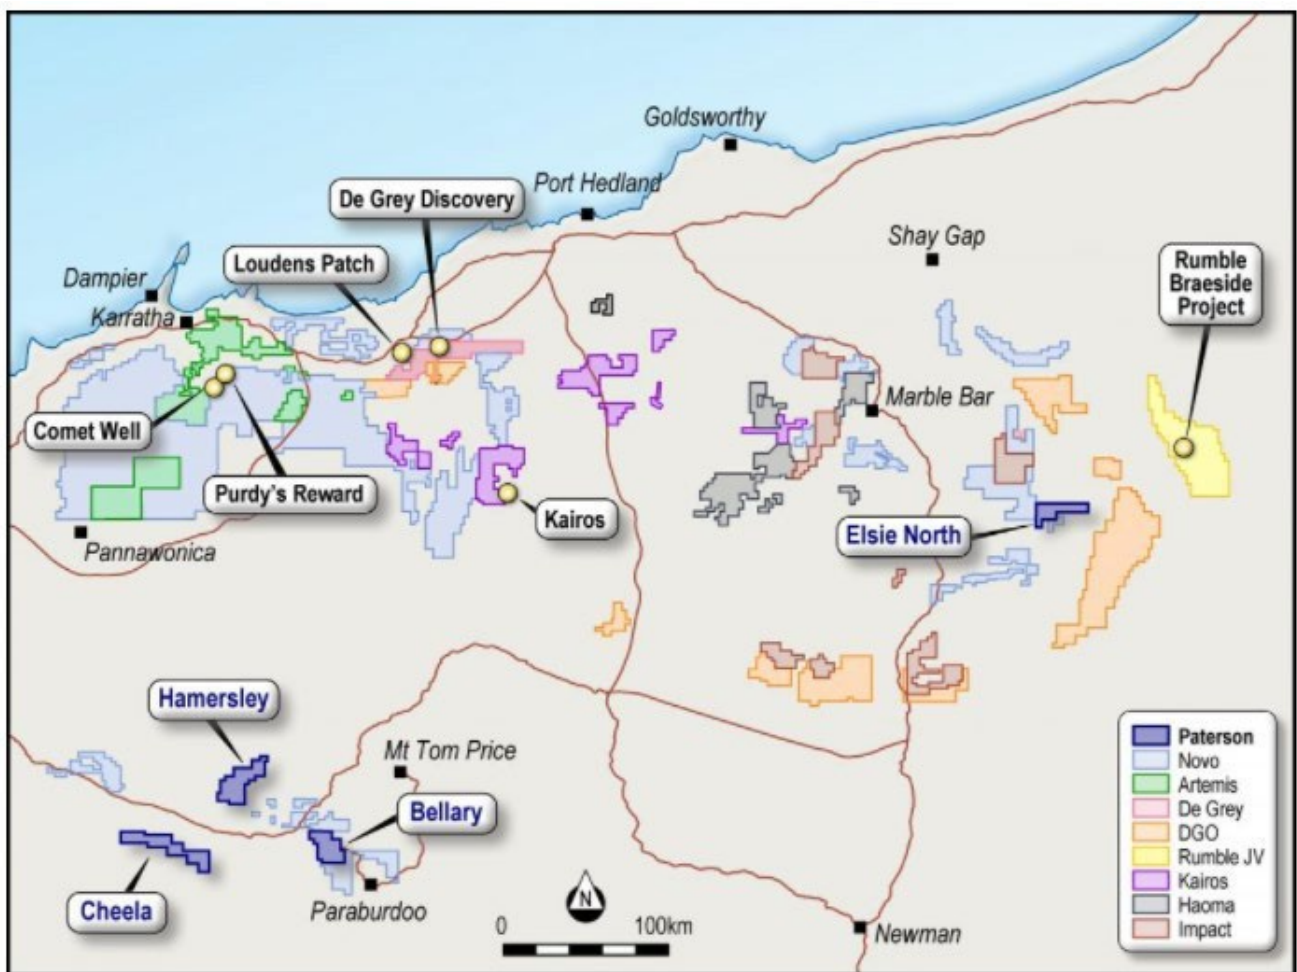 Goldsworthy
Port Hedland
De Grey Discovery
Shay Gap
Loudens Patch
Rumble
Braeside
Project
Dampier
Karratha
Marble Bar
Comet Well
Purdy's Reward
Kairos
Elsie North
Pannawonica
Hamersley
Mt Tom Price
Bellary
Cheela
Paraburdoo
N
0 100km
Newman
Paterson
Novo
Artemis
De Grey
DGO
Rumble JV
Kairos
Haoma
Impact